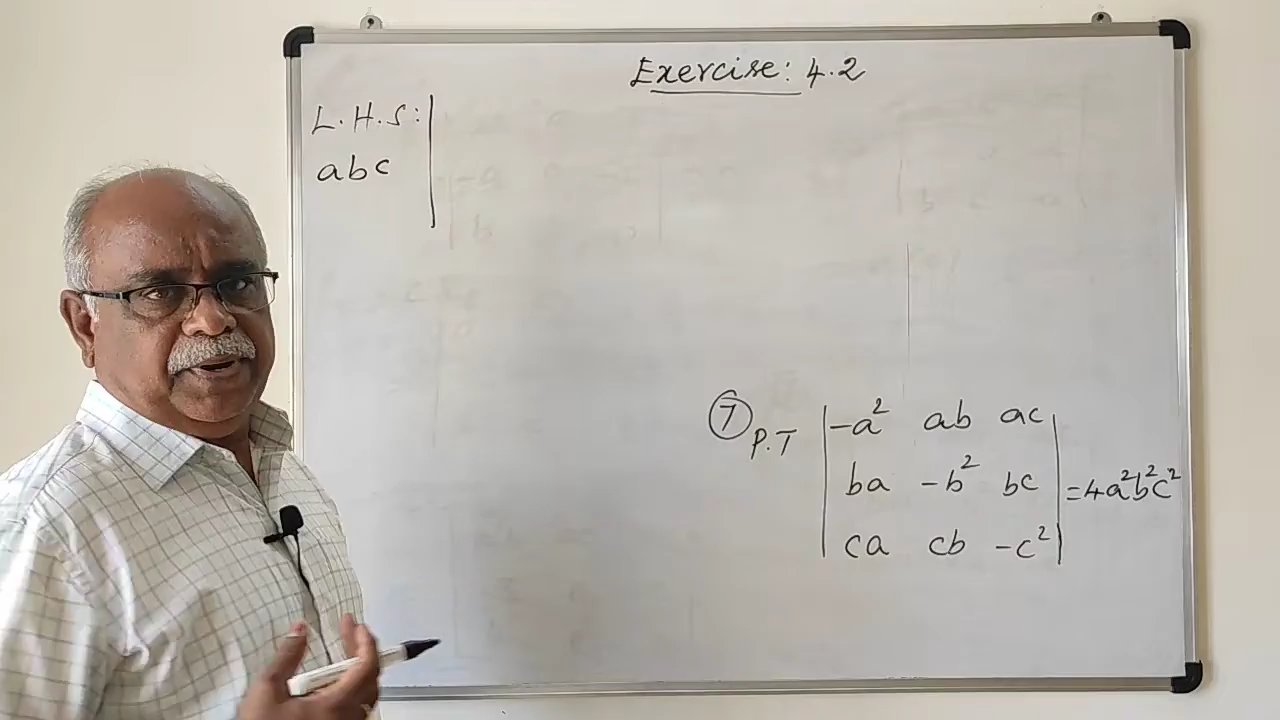 Exercise: 4.2
L.H.S:
abc
⑦ P.T
-a² ab ac
ba -b² bc = 4a²b²c²
ca cb -c²